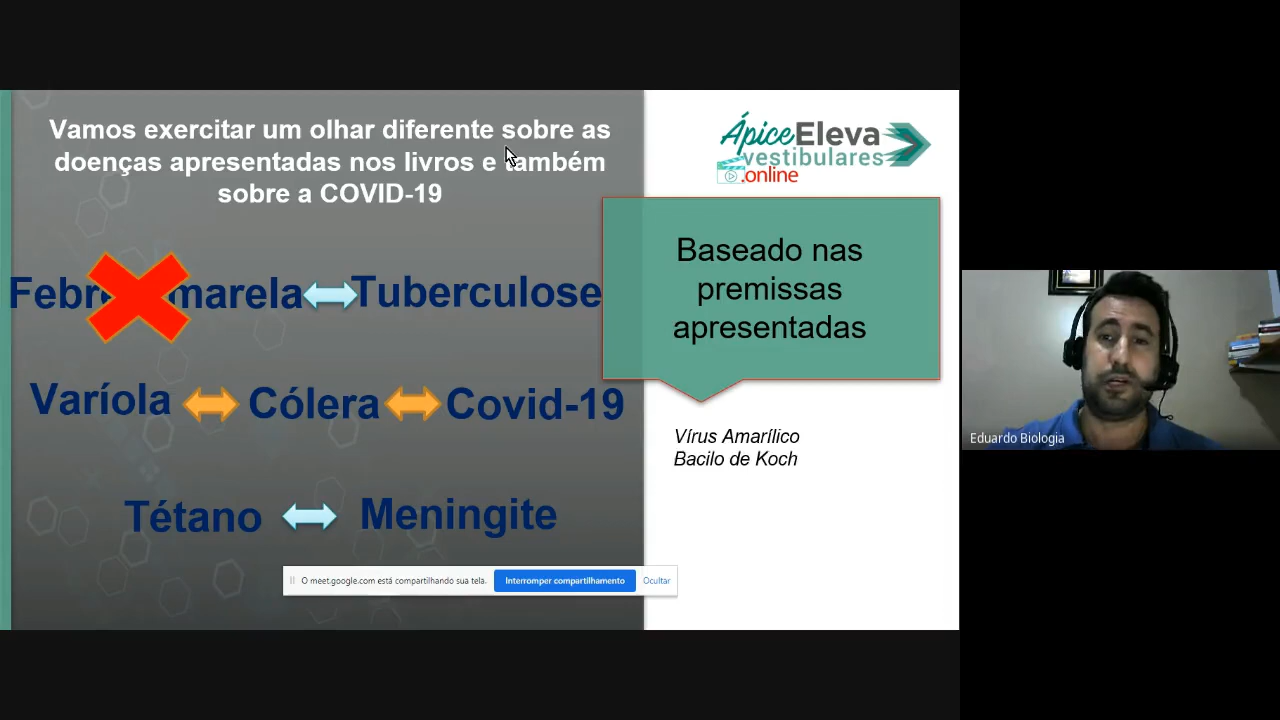 Vamos exercitar um olhar diferente sobre as
doenças apresentadas nos livros e também
sobre a COVID-19
Febre marela Tuberculose
Varíola Cólera Covid-19
Tétano Meningite
ÁpiceEleva
vestibulares
.online
Baseado nas
premissas
apresentadas
Vírus Amarílico
Bacilo de Koch
O meet.google.com está compartilhando sua tela. Interromper compartilhamento Ocultar
Eduardo Biologia